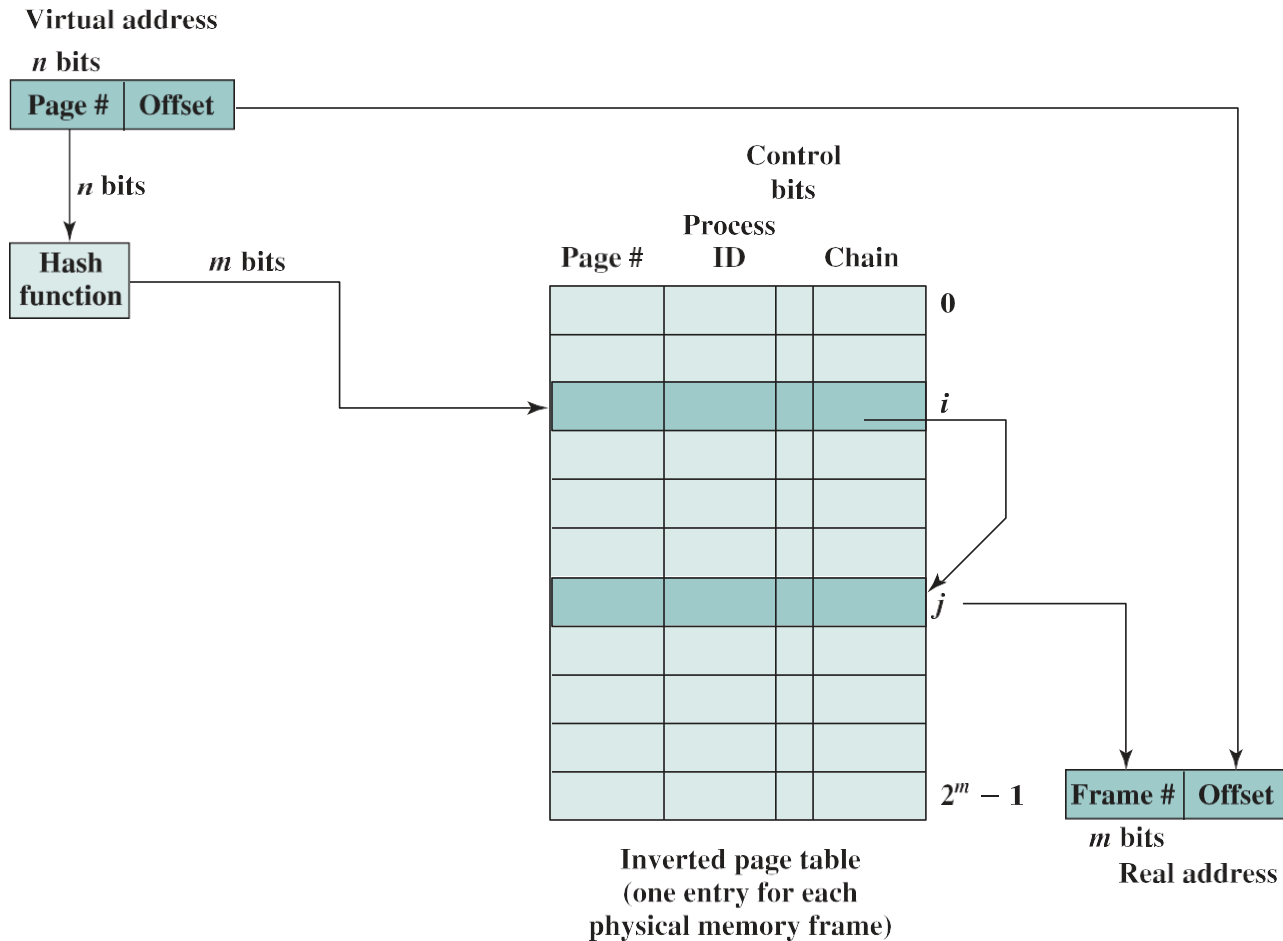 Virtual address
n bits
Page # Offset
n bits
Hash
function
m bits
Control
bits
Process
Page # ID Chain
0
i
j
2^m − 1
Frame # Offset
m bits
Real address
Inverted page table
(one entry for each
physical memory frame)